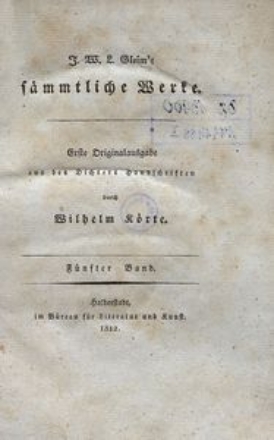 J. W. L. Gleim's
sämmtliche Werke.
Erste Originalausgabe
aus des Dichters Handschriften
durch
Wilhelm Körte.
Fünfter Band.
Halberstadt,
im Büreau für Literatur und Kunst.